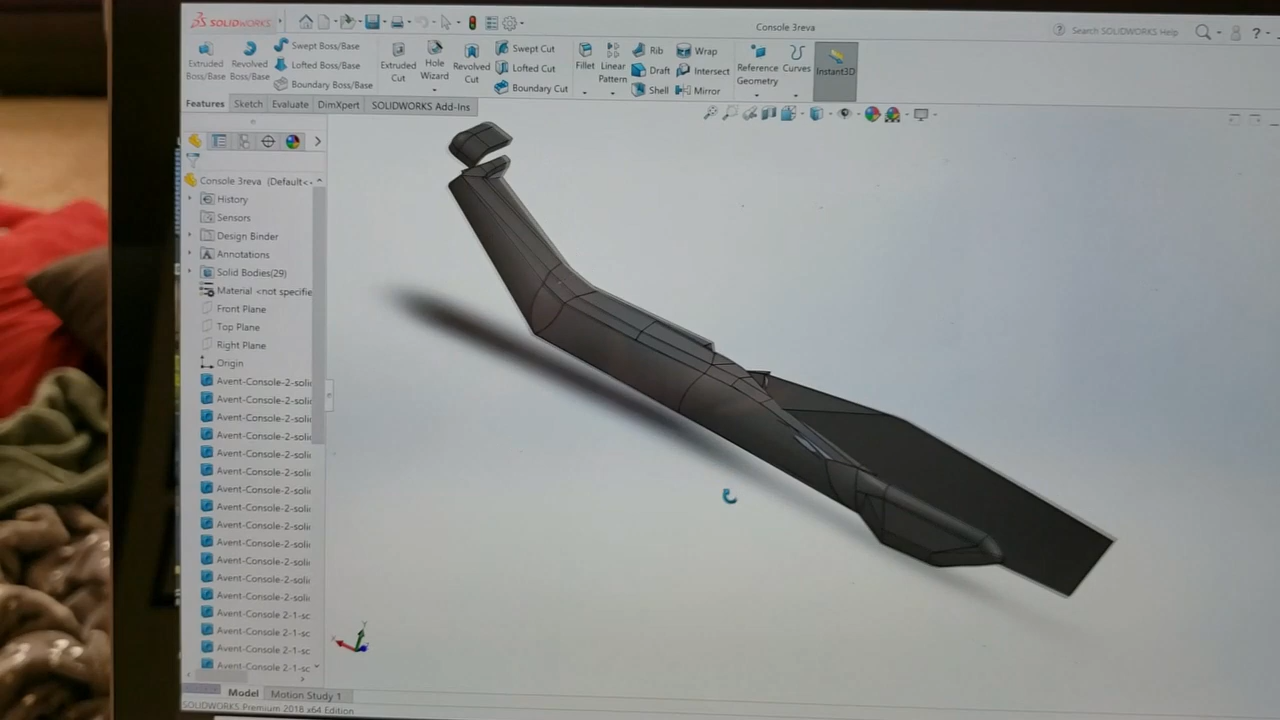 SOLIDWORKS
Console 3reva
Search SOLIDWORKS Help
?
Extruded Boss/Base
Revolved Boss/Base
Swept Boss/Base
Lofted Boss/Base
Boundary Boss/Base
Extruded Cut
Hole Wizard
Revolved Cut
Swept Cut
Lofted Cut
Boundary Cut
Fillet
Linear Pattern
Rib
Draft
Shell
Wrap
Intersect
Mirror
Reference Geometry
Curves
Instant3D
Features
Sketch
Evaluate
DimXpert
SOLIDWORKS Add-Ins
Console 3reva (Default<
History
Sensors
Design Binder
Annotations
Solid Bodies(29)
Material <not specifie
Front Plane
Top Plane
Right Plane
Origin
Avent-Console-2-soli
Avent-Console-2-soli
Avent-Console-2-soli
Avent-Console-2-soli
Avent-Console-2-soli
Avent-Console-2-soli
Avent-Console-2-soli
Avent-Console-2-soli
Avent-Console-2-soli
Avent-Console-2-soli
Avent-Console-2-soli
Avent-Console-2-soli
Avent-Console-2-soli
Avent-Console 2-1-sc
Avent-Console 2-1-sc
Avent-Console 2-1-sc
Avent-Console 2-1-sc
Model
Motion Study 1
SOLIDWORKS Premium 2018 x64 Edition